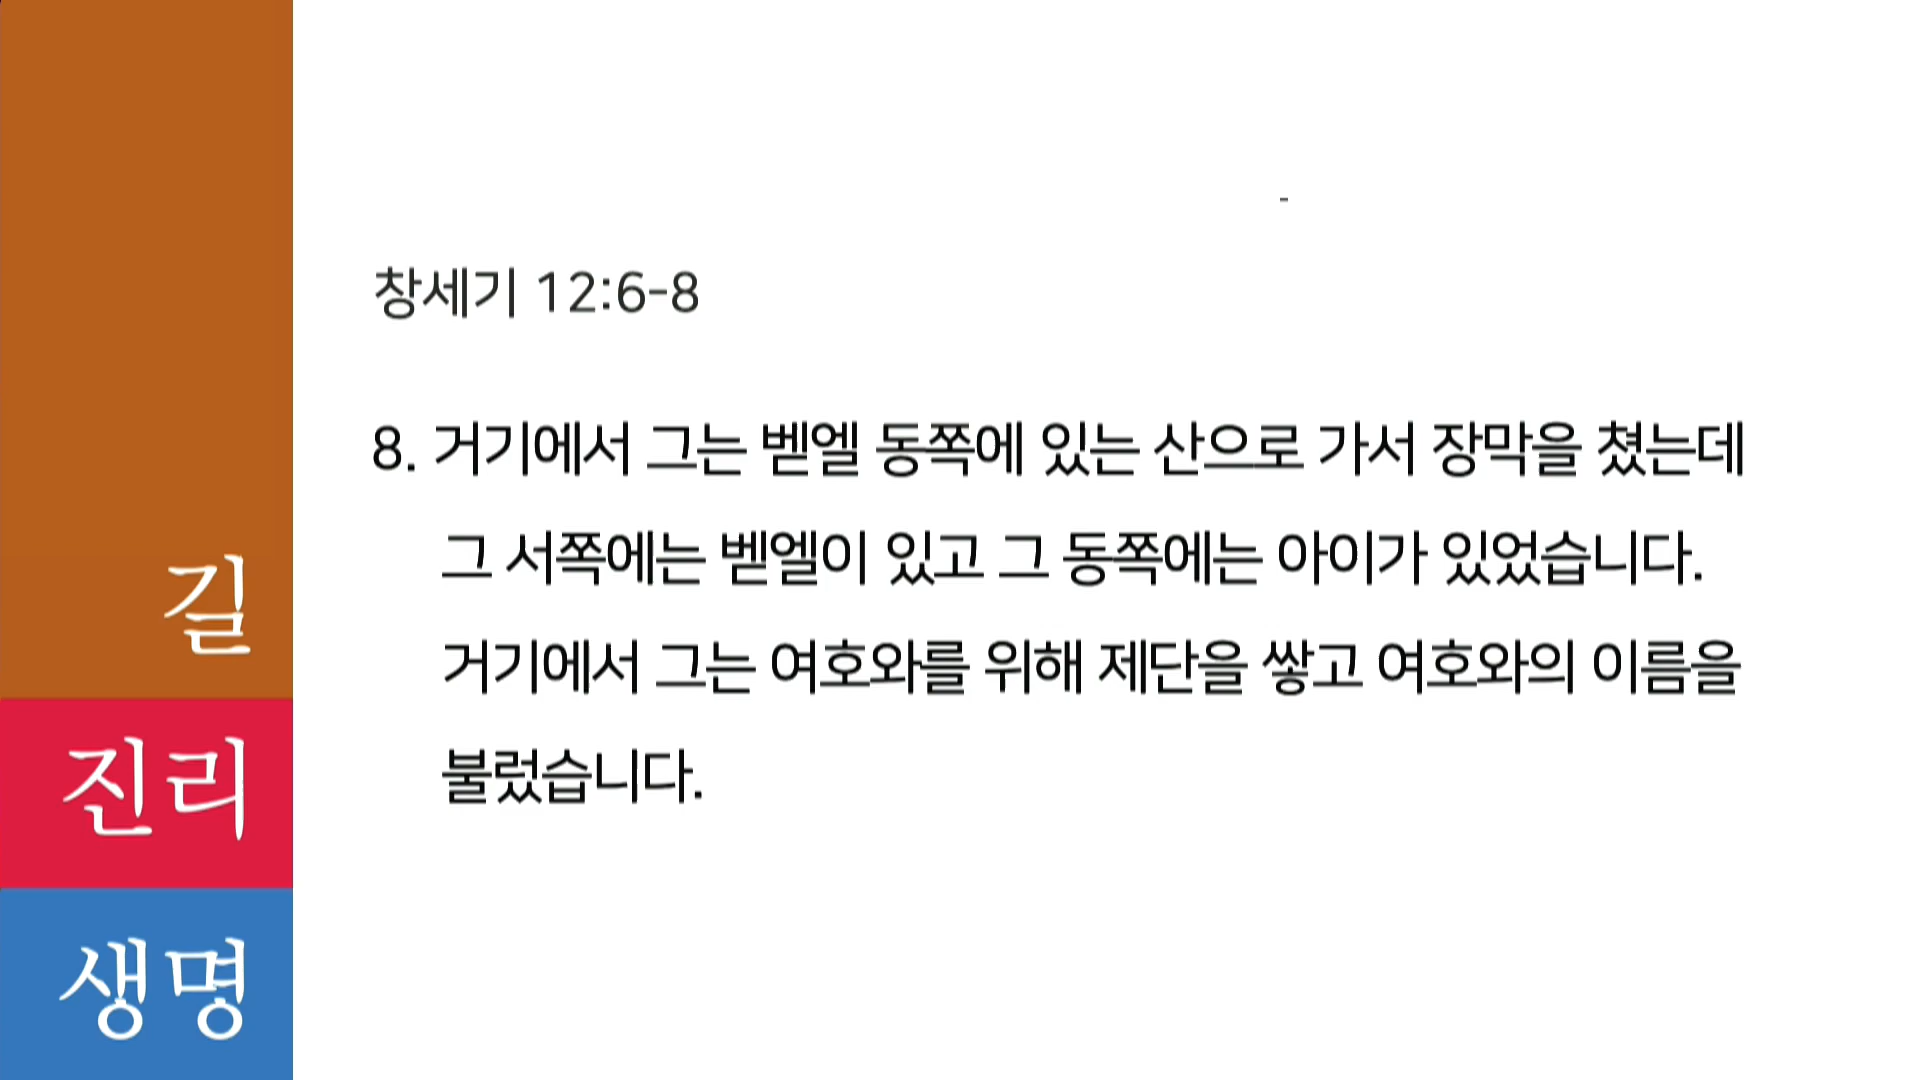 창세기 12:6-8
8. 거기에서 그는 벧엘 동쪽에 있는 산으로 가서 장막을 쳤는데
그 서쪽에는 벧엘이 있고 그 동쪽에는 아이가 있었습니다.
거기에서 그는 여호와를 위해 제단을 쌓고 여호와의 이름을
불렀습니다.
길
진리
생명